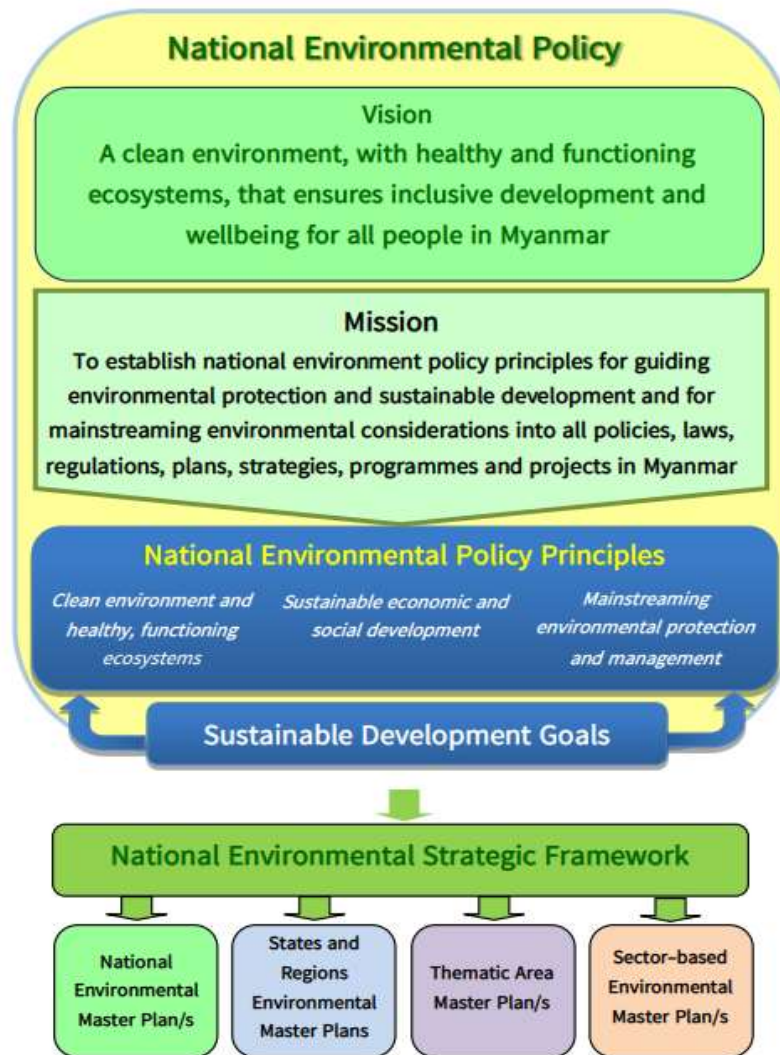 National Environmental Policy
Vision
A clean environment, with healthy and functioning
ecosystems, that ensures inclusive development and
wellbeing for all people in Myanmar
Mission
To establish national environment policy principles for guiding
environmental protection and sustainable development and for
mainstreaming environmental considerations into all policies, laws,
regulations, plans, strategies, programmes and projects in Myanmar
National Environmental Policy Principles
Clean environment and
healthy, functioning
ecosystems
Sustainable economic and
social development
Mainstreaming
environmental protection
and management
Sustainable Development Goals
National Environmental Strategic Framework
National
Environmental
Master Plan/s
States and
Regions
Environmental
Master Plans
Thematic Area
Master Plan/s
Sector-based
Environmental
Master Plan/s